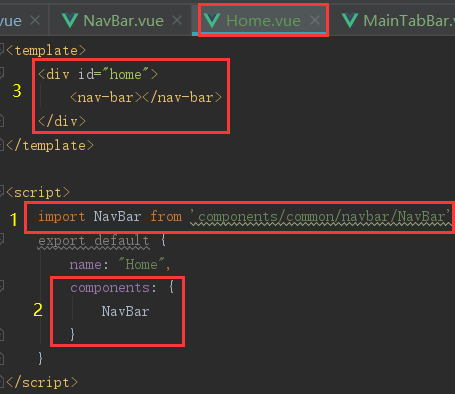 vue × NavBar.vue × Home.vue × MainTabBar.v
<template>
3 <div id="home">
<nav-bar></nav-bar>
</div>
</template>
<script>
1 import NavBar from 'components/common/navbar/NavBar'
export default {
name: "Home",
components: {
2 NavBar
}
}
</script>